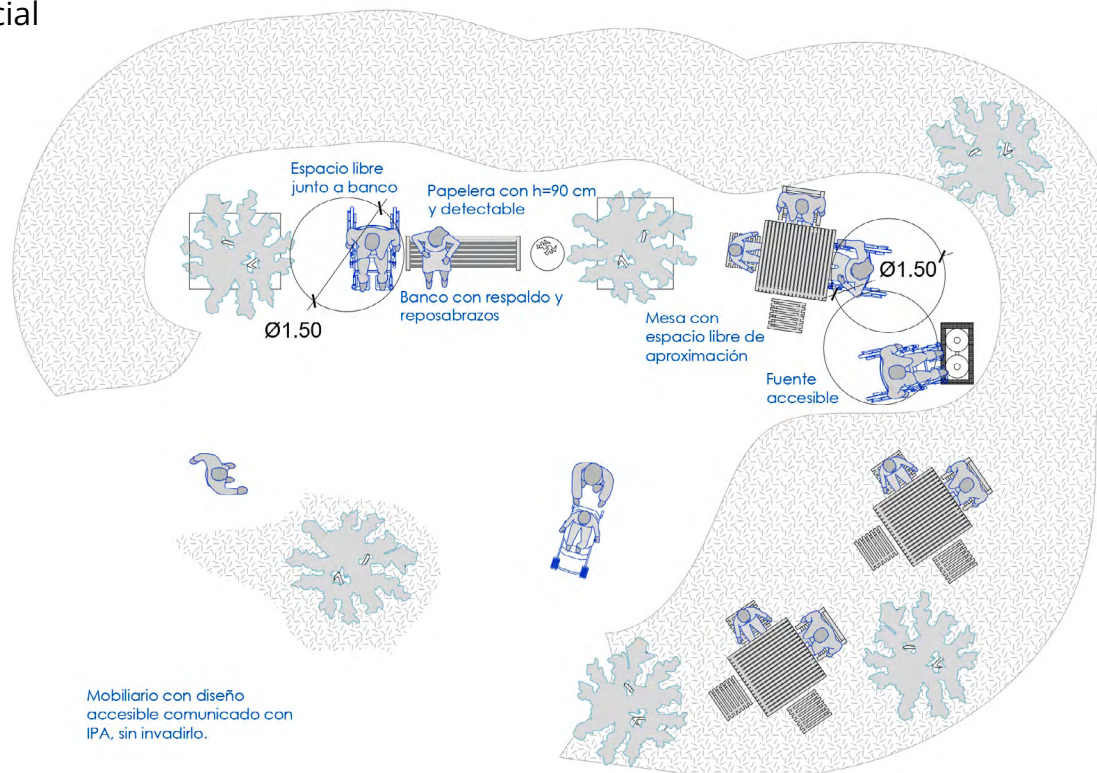 cial
Espacio libre
junto a banco
Papelera con h=90 cm
y detectable
Ø1.50
Banco con respaldo y
reposabrazos
Ø1.50
Mesa con
espacio libre de
aproximación
Fuente
accesible
Mobiliario con diseño
accesible comunicado con
IPA, sin invadirlo.